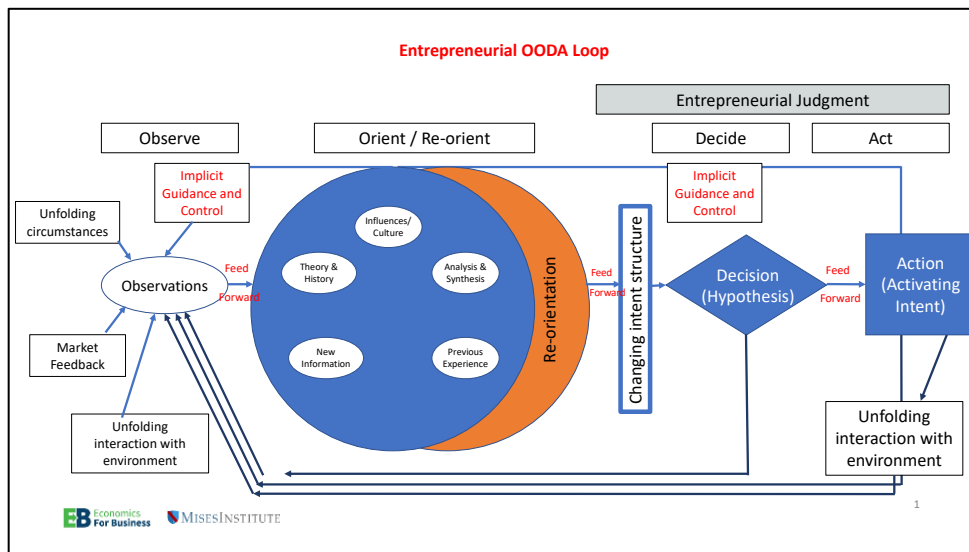 Entrepreneurial OODA Loop
Entrepreneurial Judgment
Observe
Orient / Re-orient
Decide
Act
Implicit
Guidance and
Control
Implicit
Guidance and
Control
Unfolding
circumstances
Influences/
Culture
Theory &
History
Analysis &
Synthesis
New
Information
Previous
Experience
Re-orientation
Observations
Feed
Forward
Feed
Forward
Changing intent structure
Decision
(Hypothesis)
Feed
Forward
Action
(Activating
Intent)
Market
Feedback
Unfolding
interaction with
environment
Unfolding
interaction with
environment
EB Economics
For Business
MISESINSTITUTE
1